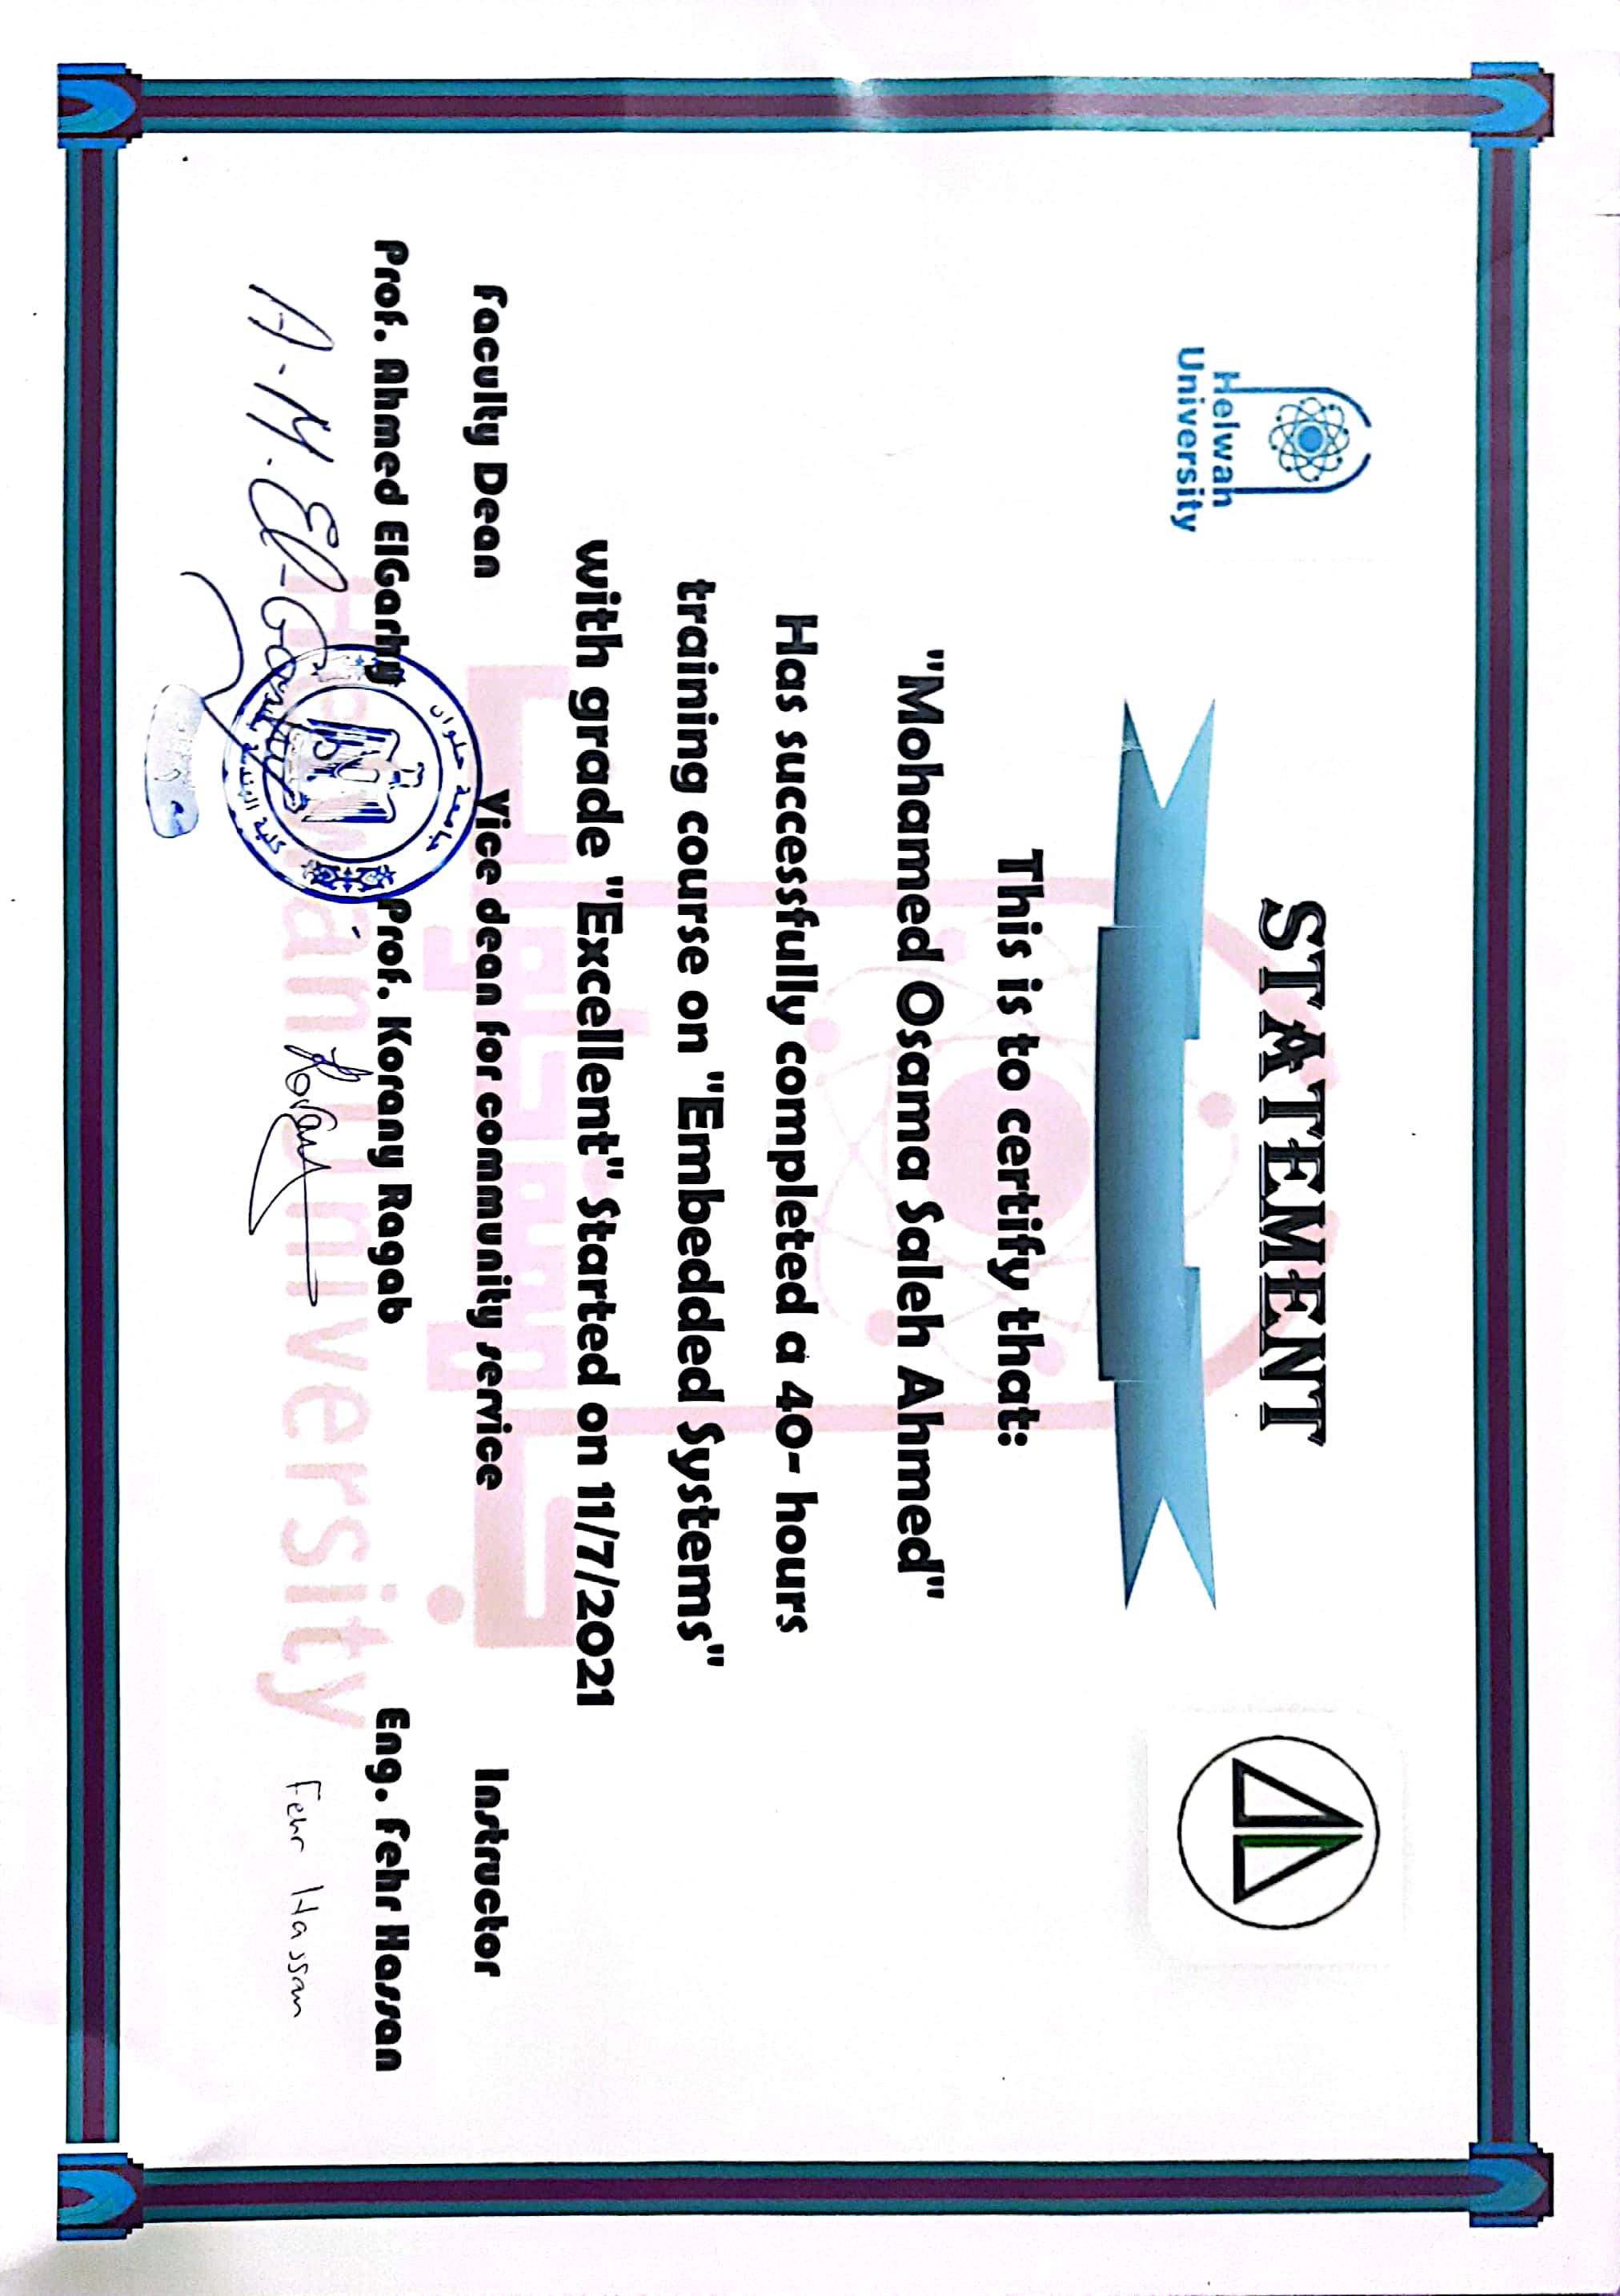 Helwan
University
STATEMENT
This is to certify that:
"Mohamed Osama Saleh Ahmed"
Has successfully completed a 40- hours
training course on "Embedded Systems"
with grade "Excellent" Started on 11/7/2021
جامعة حلوان
Helwan University
Faculty Dean
Vice dean for community service
Instructor
Prof. Ahmed ElGarhy
Prof. Korany Ragab
Eng. Fehr Hassan
جامعة حلوان
كلية الهندسة
A.M. El-Garhy
Korany
Fehr Hassan